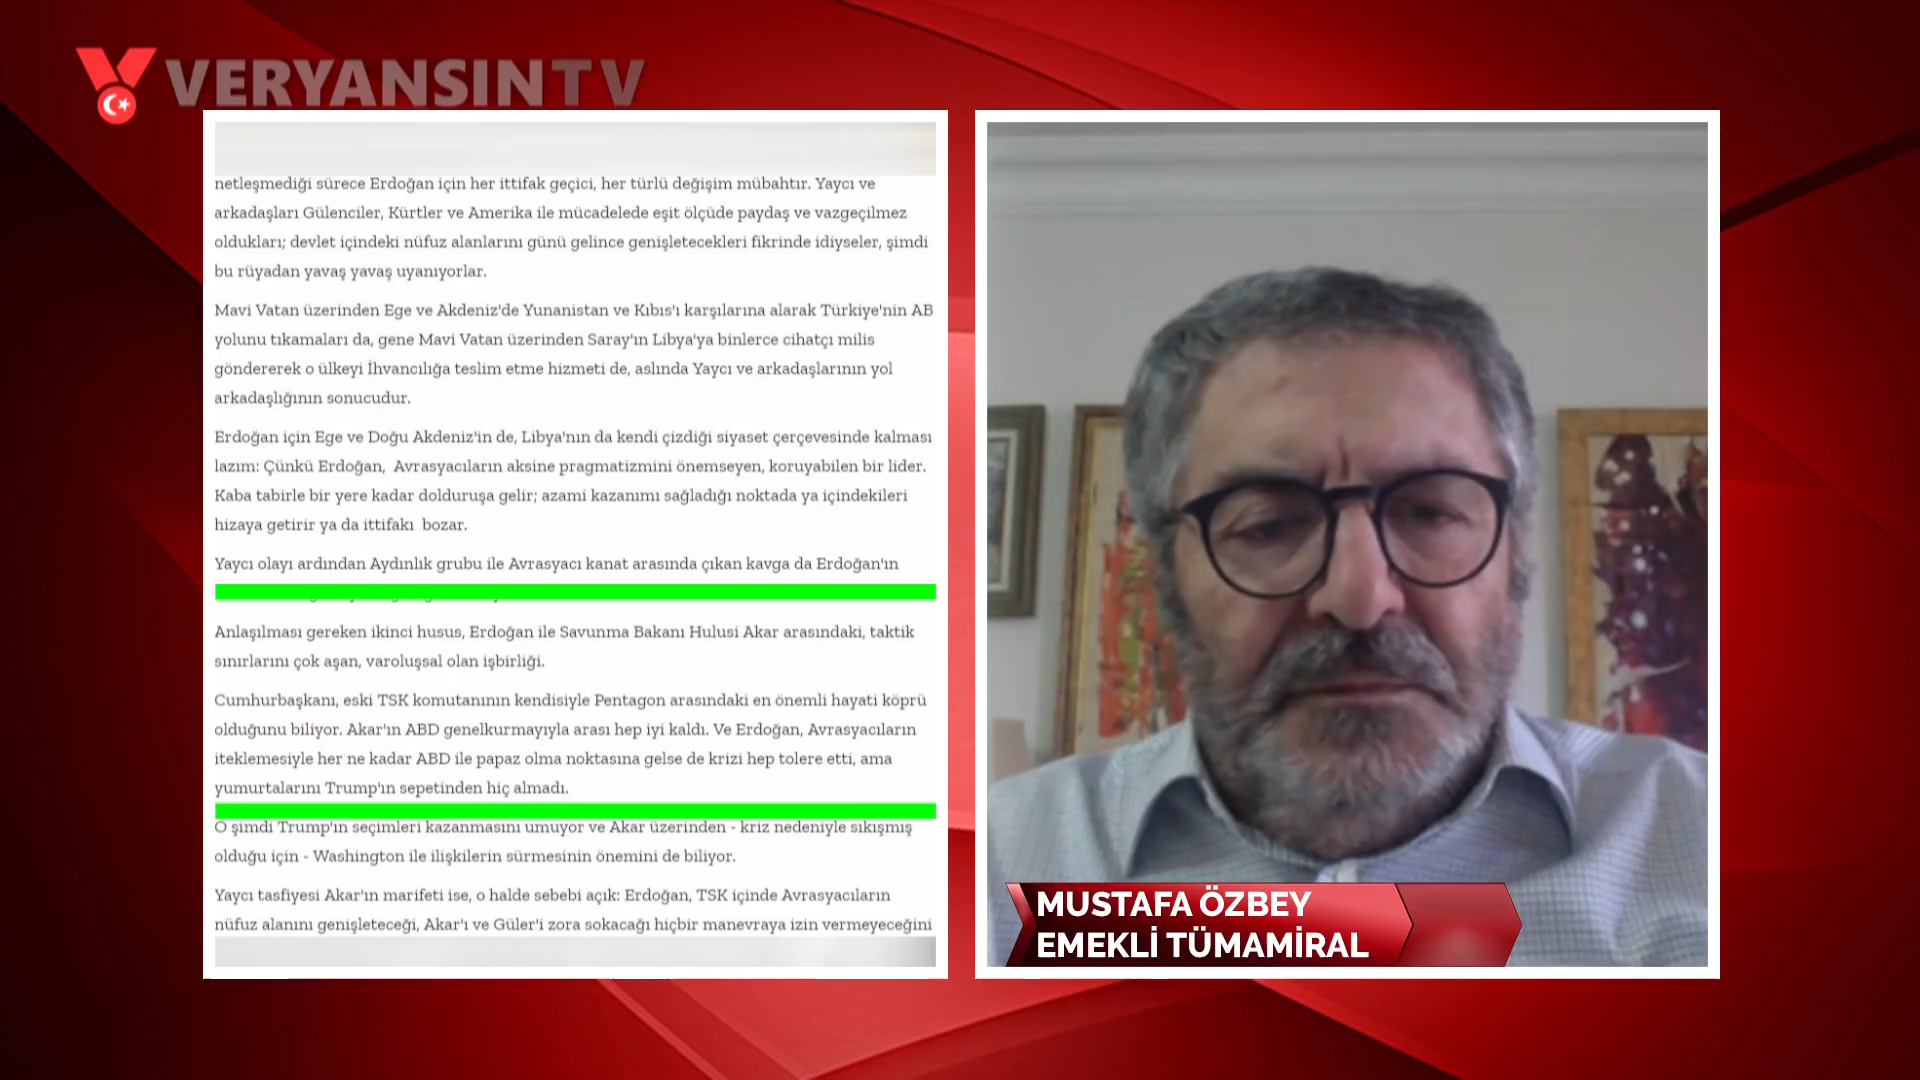 VERYANSINTV
netleşmediği sürece Erdoğan için her ittifak geçici, her türlü değişim mübahtır. Yaycı ve
arkadaşları Gülenciler, Kürtler ve Amerika ile mücadelede eşit ölçüde paydaş ve vazgeçilmez
oldukları; devlet içindeki nüfuz alanlarını günü gelince genişletecekleri fikrinde idiyseler, şimdi
bu rüyadan yavaş yavaş uyanıyorlar.
Mavi Vatan üzerinden Ege ve Akdeniz'de Yunanistan ve Kıbıs'ı karşılarına alarak Türkiye'nin AB
yolunu tıkamaları da, gene Mavi Vatan üzerinden Saray'ın Libya'ya binlerce cihatçı milis
göndererek o ülkeyi İhvancılığa teslim etme hizmeti de, aslında Yaycı ve arkadaşlarının yol
arkadaşlığının sonucudur.
Erdoğan için Ege ve Doğu Akdeniz'in de, Libya'nın da kendi çizdiği siyaset çerçevesinde kalması
lazım: Çünkü Erdoğan, Avrasyacıların aksine pragmatizmini önemseyen, koruyabilen bir lider.
Kaba tabirle bir yere kadar dolduruşa gelir; azami kazanımı sağladığı noktada ya içindekileri
hizaya getirir ya da ittifakı bozar.
Yaycı olayı ardından Aydınlık grubu ile Avrasyacı kanat arasında çıkan kavga da Erdoğan'ın
Anlaşılması gereken ikinci husus, Erdoğan ile Savunma Bakanı Hulusi Akar arasındaki, taktik
sınırlarını çok aşan, varoluşsal olan işbirliği.
Cumhurbaşkanı, eski TSK komutanının kendisiyle Pentagon arasındaki en önemli hayati köprü
olduğunu biliyor. Akar'ın ABD genelkurmayıyla arası hep iyi kaldı. Ve Erdoğan, Avrasyacıların
iteklemesiyle her ne kadar ABD ile papaz olma noktasına gelse de krizi hep tolere etti, ama
yumurtalarını Trump'ın sepetinden hiç almadı.
O şimdi Trump'ın seçimleri kazanmasını umuyor ve Akar üzerinden - kriz nedeniyle sıkışmış
olduğu için - Washington ile ilişkilerin sürmesinin önemini de biliyor.
Yaycı tasfiyesi Akar'ın marifeti ise, o halde sebebi açık: Erdoğan, TSK içinde Avrasyacıların
nüfuz alanını genişleteceği, Akar'ı ve Güler'i zora sokacağı hiçbir manevraya izin vermeyeceğini
MUSTAFA ÖZBEY
EMEKLİ TÜMAMİRAL